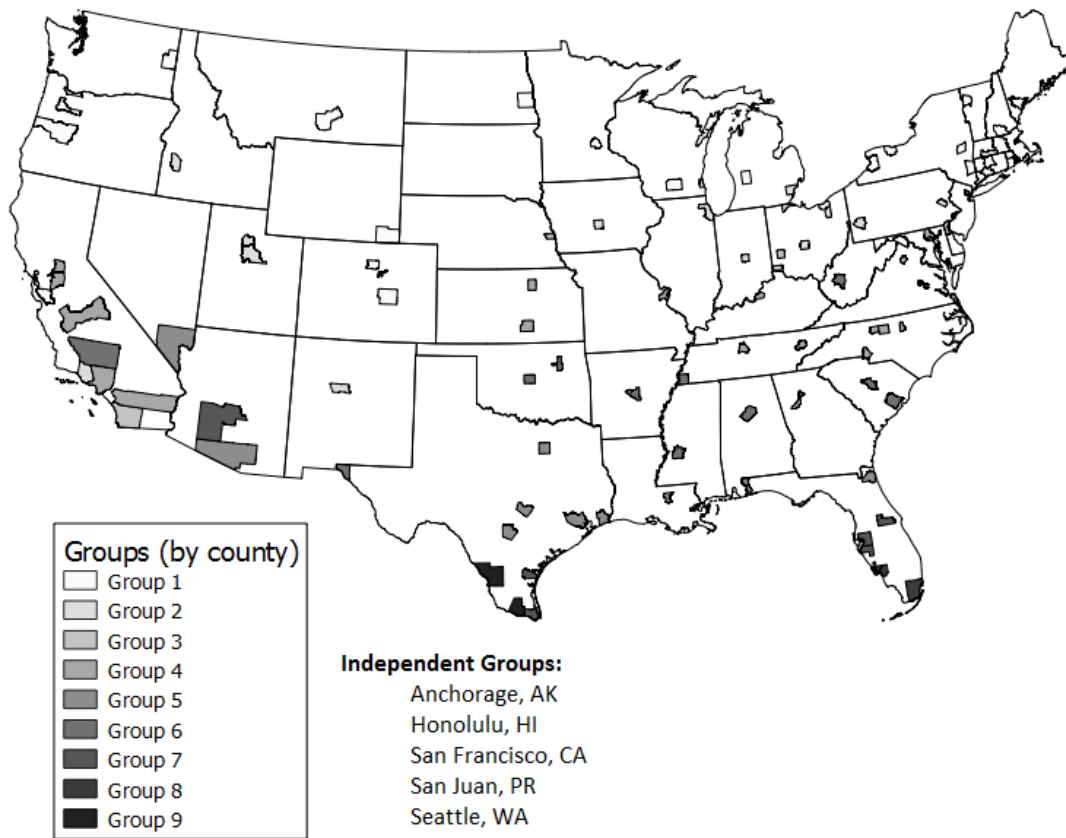 Groups (by county)
Group 1
Group 2
Group 3
Group 4
Group 5
Group 6
Group 7
Group 8
Group 9
Independent Groups:
Anchorage, AK
Honolulu, HI
San Francisco, CA
San Juan, PR
Seattle, WA